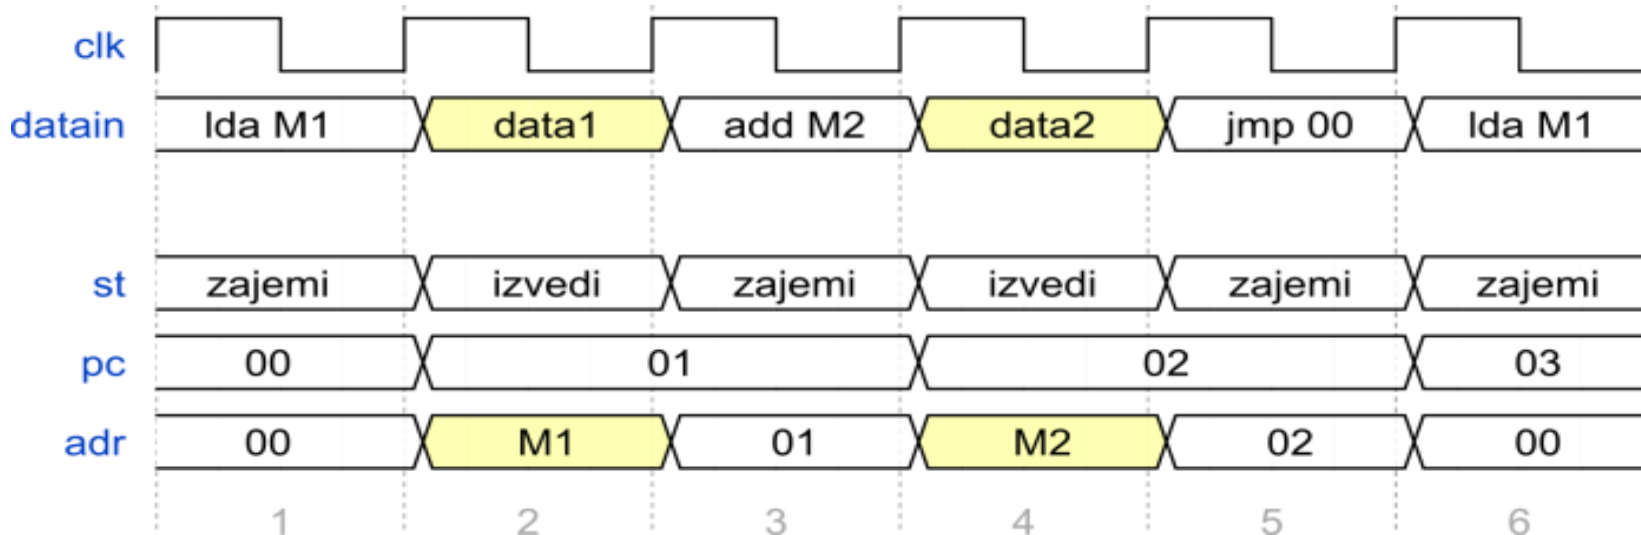 clk
datain lda M1 data1 add M2 data2 jmp 00 lda M1
st zajemi izvedi zajemi izvedi zajemi zajemi
pc 00 01 02 03
adr 00 M1 01 M2 02 00
1 2 3 4 5 6